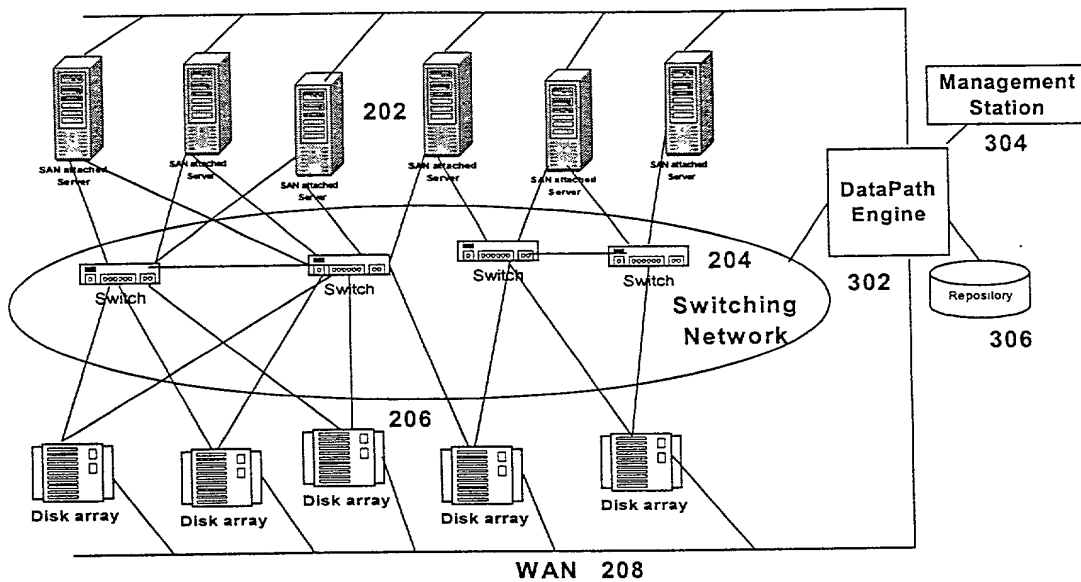 202
Management
Station
304
SAN attached
Server
SAN attached
Server
SAN attached
Server
SAN attached
Server
SAN attached
Server
SAN attached
Server
DataPath
Engine
302
Repository
306
204
Switch
Switch
Switch
Switch
Switching
Network
206
Disk array
Disk array
Disk array
Disk array
Disk array
WAN 208